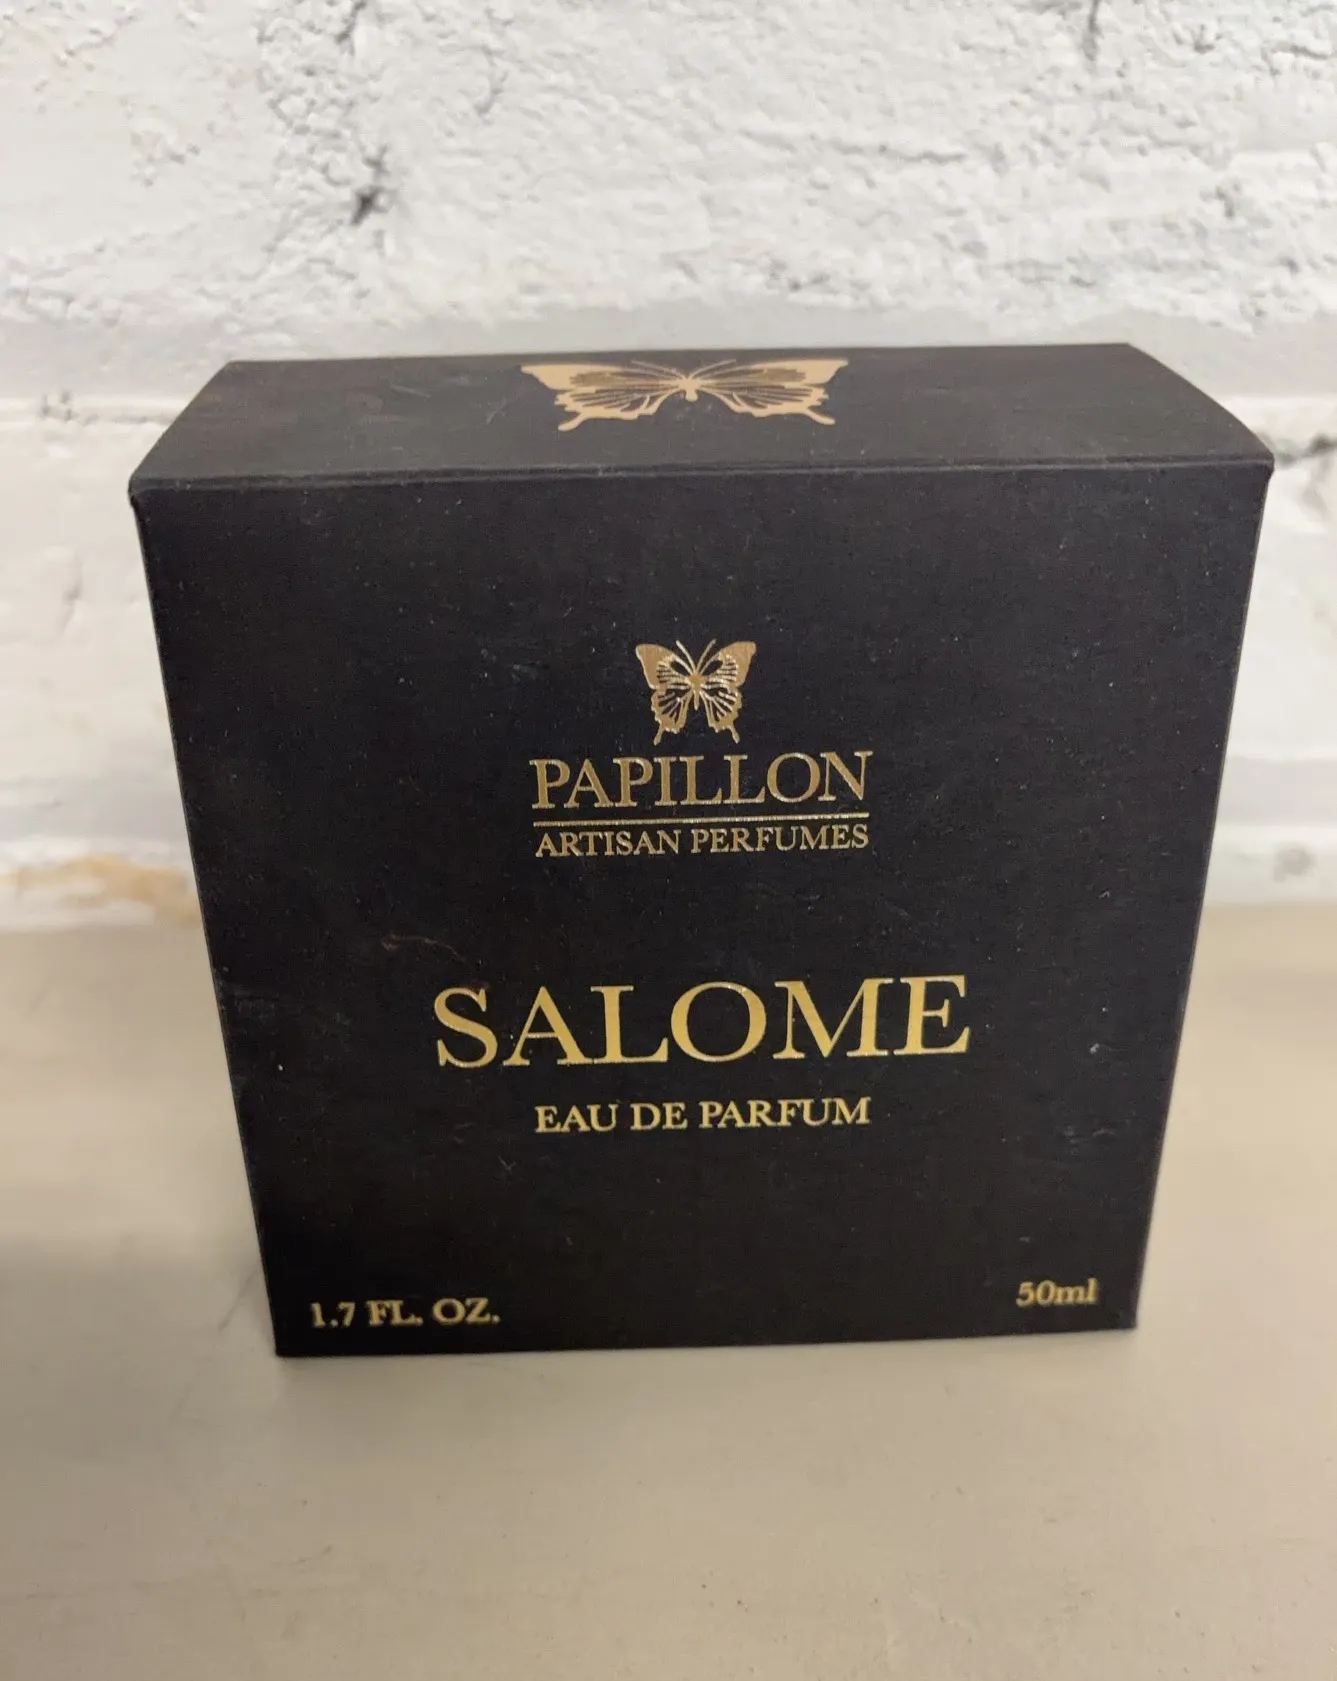 PAPILLON
ARTISAN PERFUMES
SALOME
EAU DE PARFUM
1.7 FL. OZ.
50ml